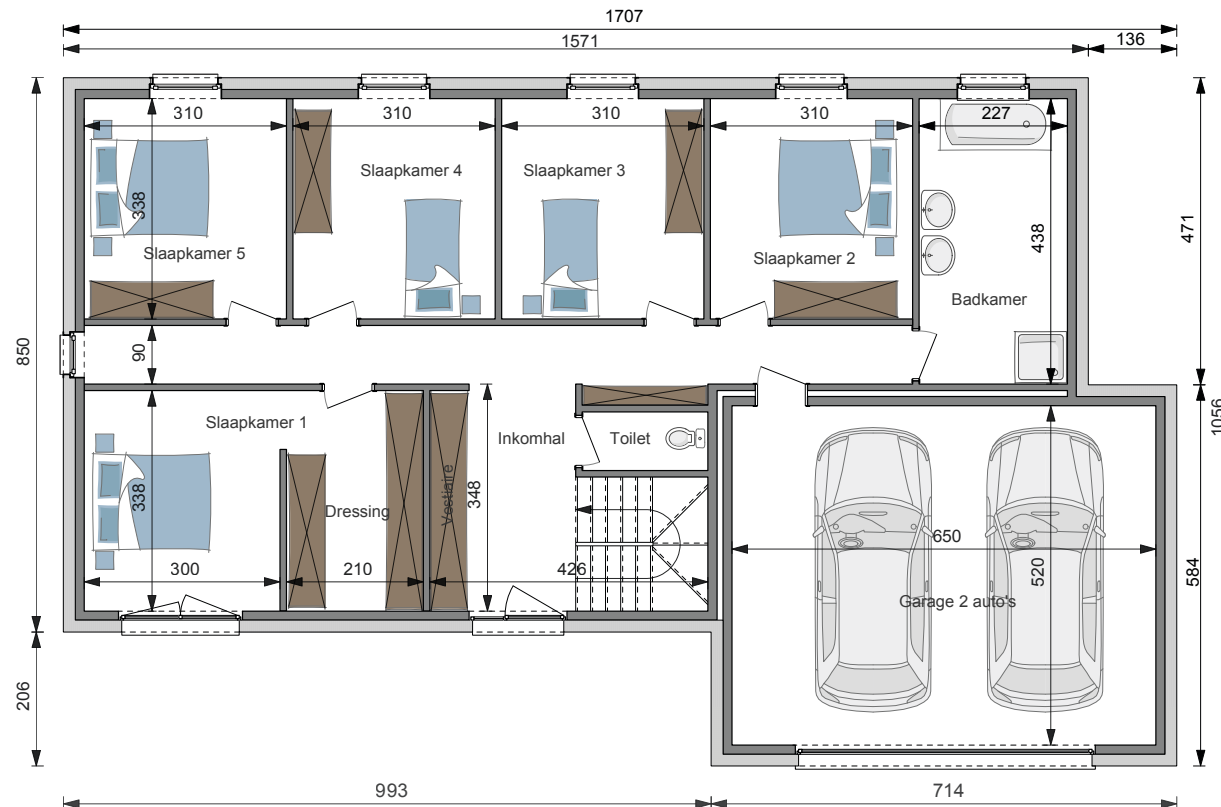 1707
1571
136
310
310
310
310
227
Slaapkamer 4
Slaapkamer 3
338
438
471
Slaapkamer 5
Slaapkamer 2
Badkamer
850
90
1056
Slaapkamer 1
Inkomhal
Toilet
338
Dressing
Vestiaire
348
650
520
300
210
426
584
Garage 2 auto's
206
993
714